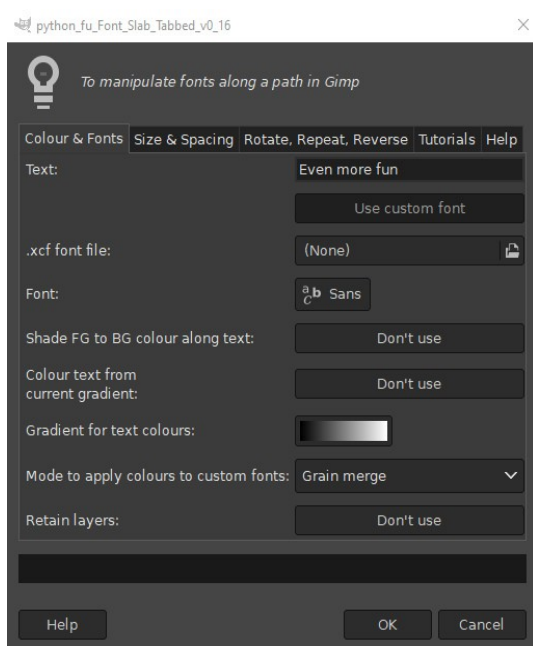 python_fu_Font_Slab_Tabbed_v0_16
To manipulate fonts along a path in Gimp
Colour & Fonts Size & Spacing Rotate, Repeat, Reverse Tutorials Help
Text: Even more fun
Use custom font
.xcf font file: (None)
Font: Sans
Shade FG to BG colour along text: Don't use
Colour text from
current gradient: Don't use
Gradient for text colours:
Mode to apply colours to custom fonts: Grain merge
Retain layers: Don't use
Help OK Cancel